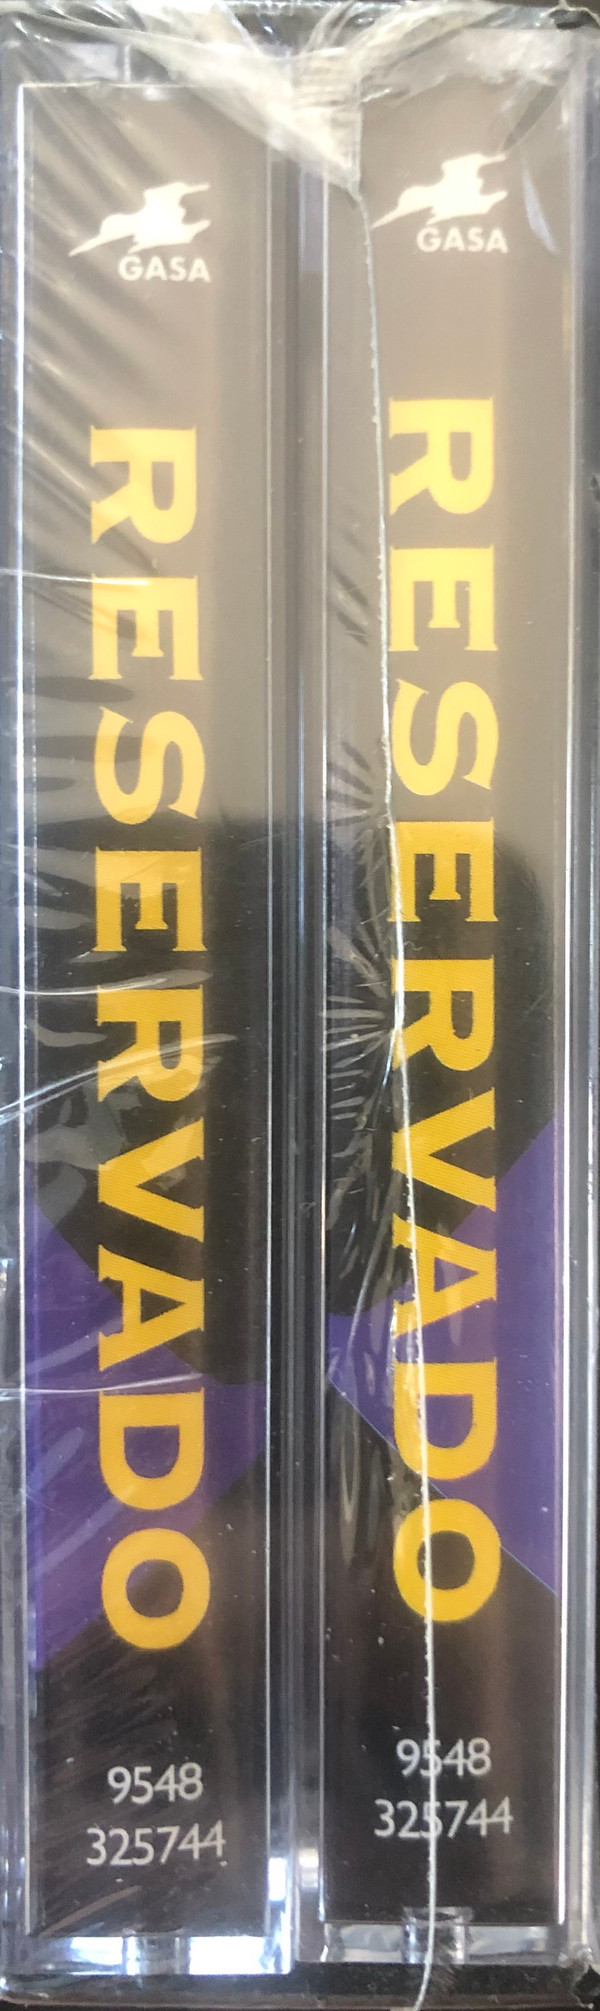 GASA
RESERVADO
9548
325744
GASA
RESERVADO
9548
325744